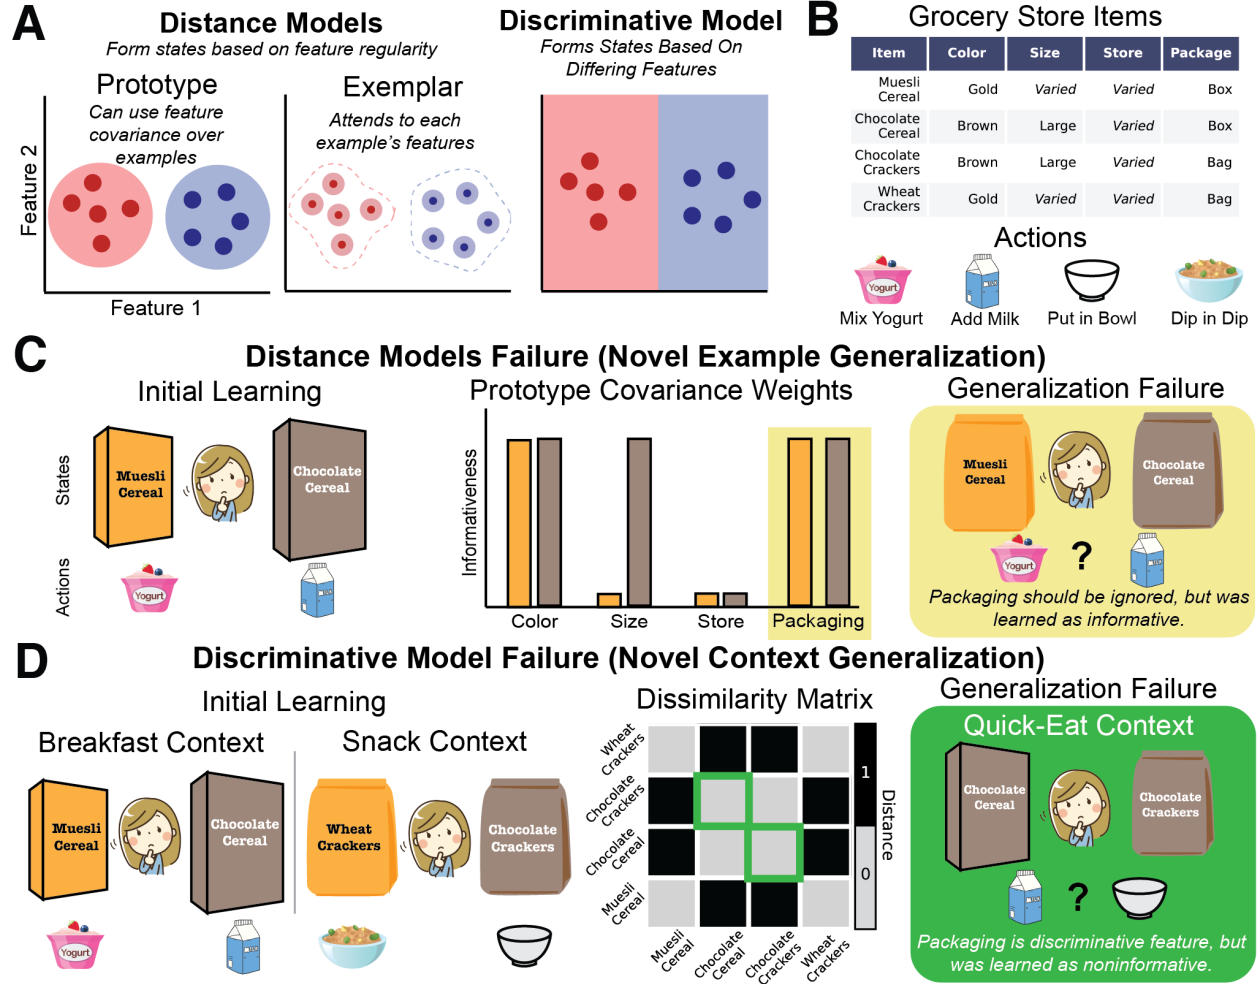 A
Distance Models
Form states based on feature regularity
Prototype
Can use feature
covariance over
examples
Exemplar
Attends to each
example's features
Feature 2
Feature 1
Discriminative Model
Forms States Based On
Differing Features
B
Grocery Store Items
Item Color Size Store Package
Muesli
Cereal
Gold Varied Varied Box
Chocolate
Cereal
Brown Large Varied Box
Chocolate
Crackers
Brown Large Varied Bag
Wheat
Crackers
Gold Varied Varied Bag
Actions
Yogurt
Mix Yogurt Add Milk Put in Bowl Dip in Dip
C
Distance Models Failure (Novel Example Generalization)
Initial Learning
States
Muesli
Cereal
Chocolate
Cereal
Actions
Yogurt
Prototype Covariance Weights
Informativeness
Color Size Store Packaging
Generalization Failure
Muesli
Cereal
Chocolate
Cereal
Yogurt
?
Packaging should be ignored, but was
learned as informative.
D
Discriminative Model Failure (Novel Context Generalization)
Initial Learning
Breakfast Context
Muesli
Cereal
Chocolate
Cereal
Yogurt
Snack Context
Wheat
Crackers
Chocolate
Crackers
Dissimilarity Matrix
Wheat
Crackers
Chocolate
Crackers
Chocolate
Cereal
Muesli
Cereal
Muesli
Cereal
Chocolate
Cereal
Chocolate
Crackers
Wheat
Crackers
1
0
Distance
Generalization Failure
Quick-Eat Context
Chocolate
Cereal
Chocolate
Crackers
?
Packaging is discriminative feature, but
was learned as noninformative.